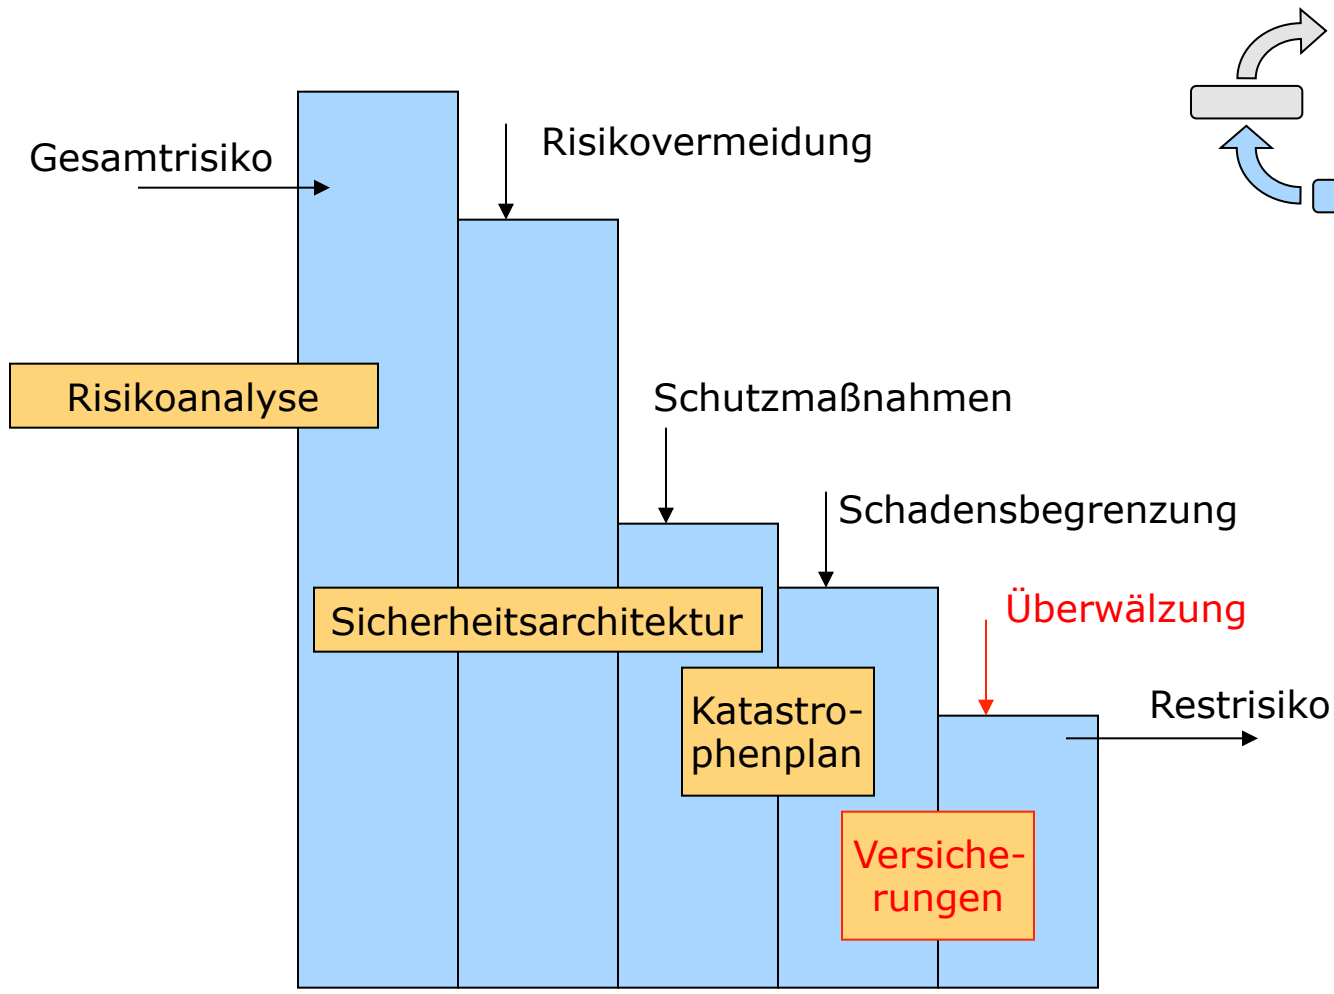 Risikovermeidung
Gesamtrisiko
Risikoanalyse
Schutzmaßnahmen
Schadensbegrenzung
Sicherheitsarchitektur
Überwälzung
Katastro-
phenplan
Restrisiko
Versiche-
rungen